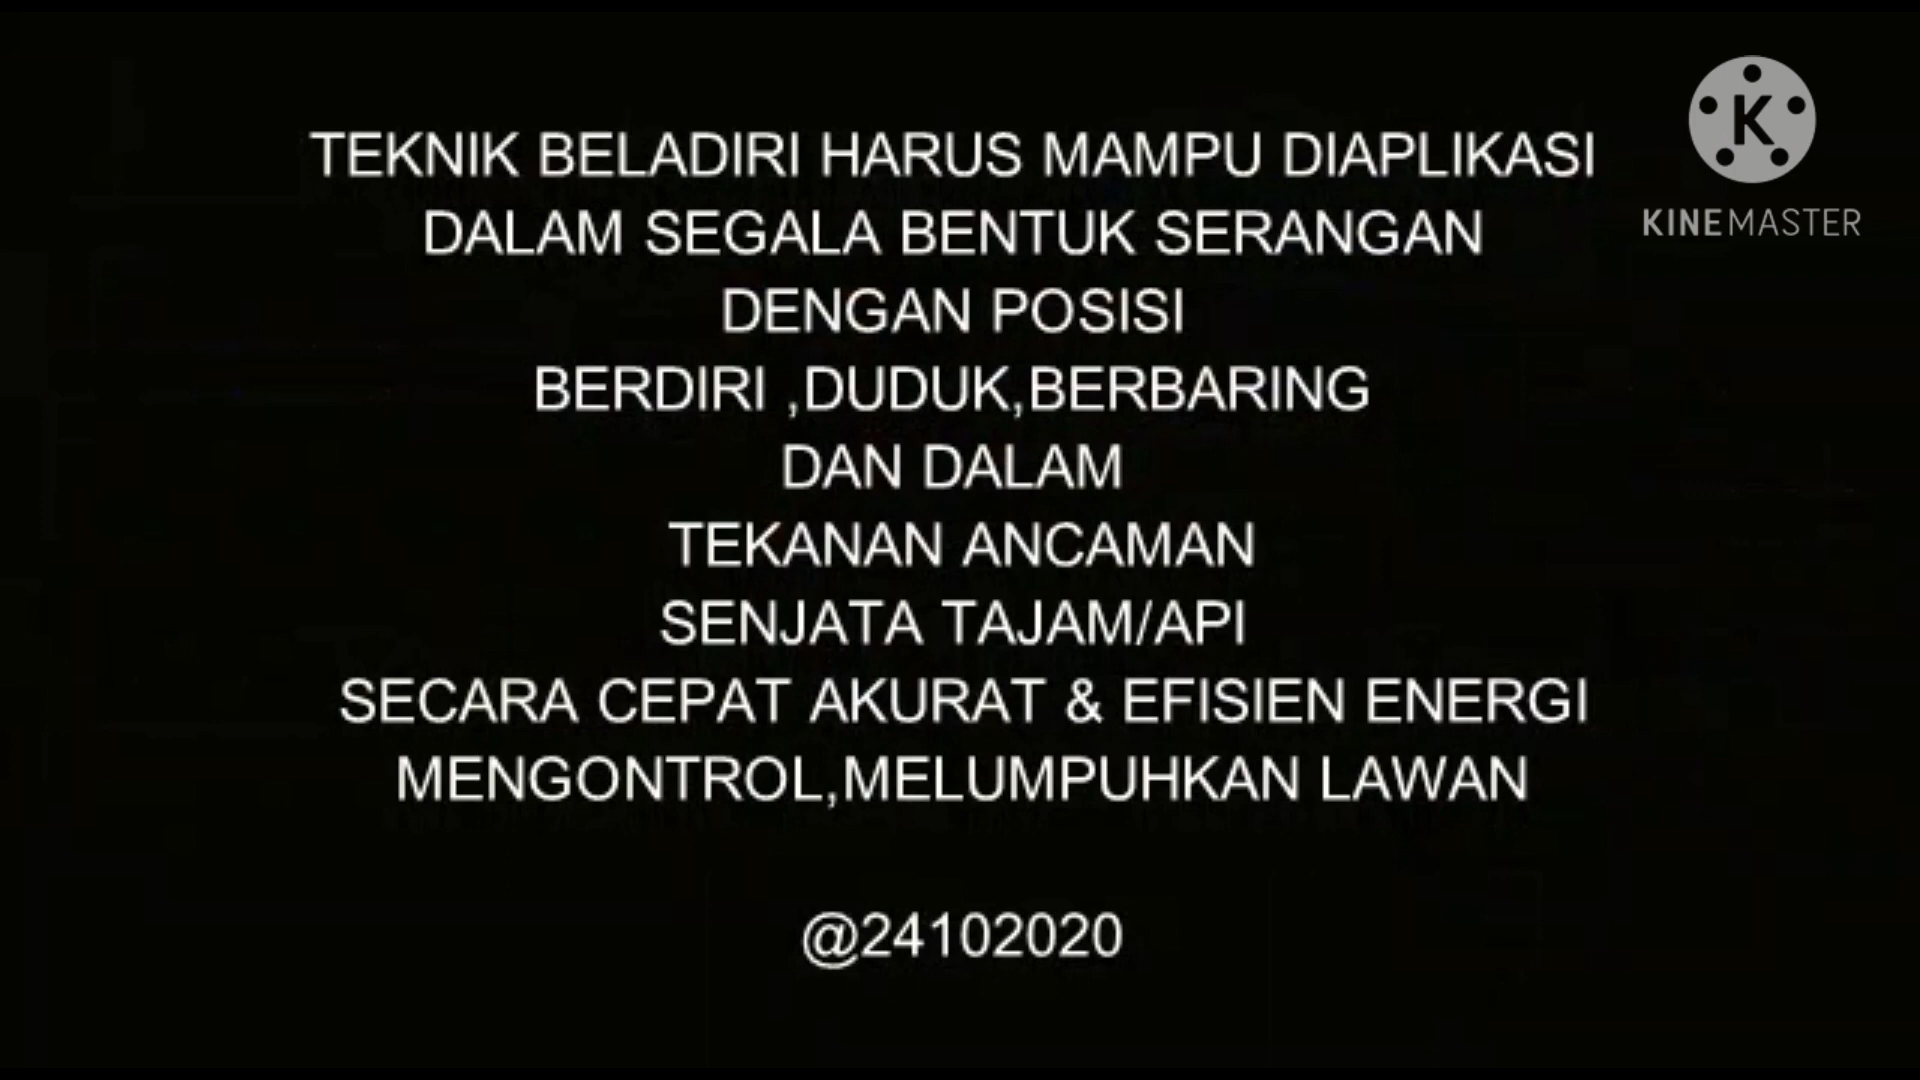 TEKNIK BELADIRI HARUS MAMPU DIAPLIKASI
DALAM SEGALA BENTUK SERANGAN
DENGAN POSISI
BERDIRI ,DUDUK,BERBARING
DAN DALAM
TEKANAN ANCAMAN
SENJATA TAJAM/API
SECARA CEPAT AKURAT & EFISIEN ENERGI
MENGONTROL,MELUMPUHKAN LAWAN
@24102020
K
KINEMASTER